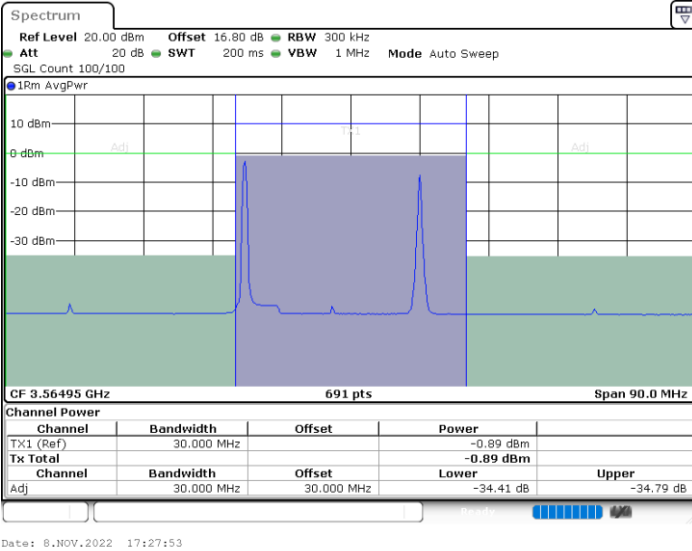 Spectrum
Ref Level 20.00 dBm Offset 16.80 dB RBW 300 kHz
Att 20 dB SWT 200 ms VBW 1 MHz Mode Auto Sweep
SGL Count 100/100
1Rm AvgPwr
10 dBm
TX1
Adj
Adj
0 dBm
-10 dBm
-20 dBm
-30 dBm
CF 3.56495 GHz 691 pts Span 90.0 MHz
Channel Power
Channel Bandwidth Offset Power
TX1 (Ref) 30.000 MHz -0.89 dBm
Tx Total -0.89 dBm
Channel Bandwidth Offset Lower Upper
Adj 30.000 MHz 30.000 MHz -34.41 dB -34.79 dB
Ready
Date: 8.NOV.2022 17:27:53